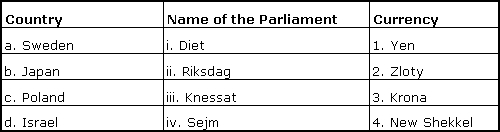 Country Name of the Parliament Currency
a. Sweden i. Diet 1. Yen
b. Japan ii. Riksdag 2. Zloty
c. Poland iii. Knessat 3. Krona
d. Israel iv. Sejm 4. New Shekkel